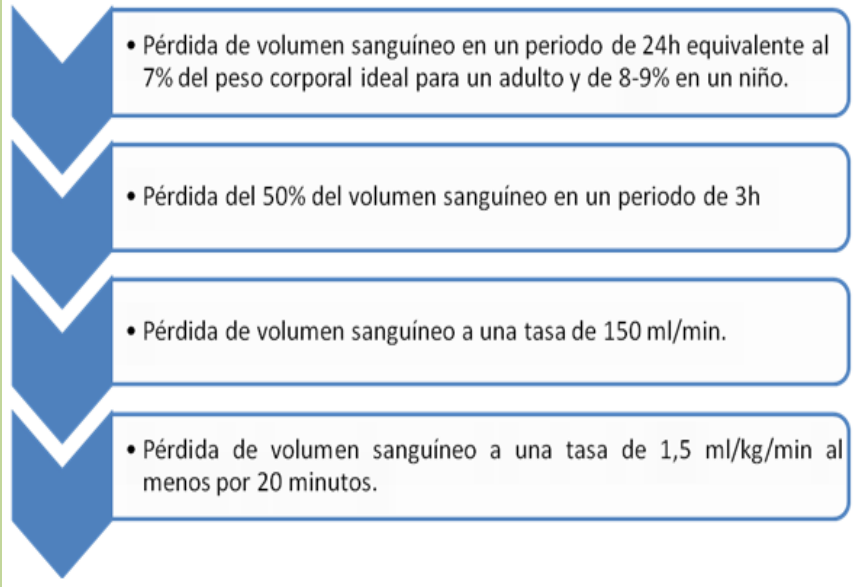 • Pérdida de volumen sanguíneo en un periodo de 24h equivalente al
7% del peso corporal ideal para un adulto y de 8-9% en un niño.
• Pérdida del 50% del volumen sanguíneo en un periodo de 3h
• Pérdida de volumen sanguíneo a una tasa de 150 ml/min.
• Pérdida de volumen sanguíneo a una tasa de 1,5 ml/kg/min al
menos por 20 minutos.